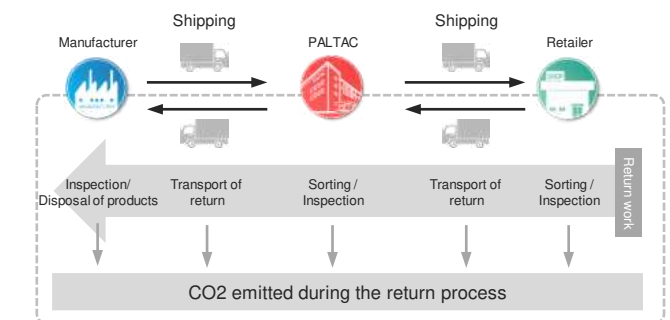 Shipping
Shipping
Manufacturer
PALTAC
Retailer
Return work
Inspection/
Disposal of products
Transport of
return
Sorting /
Inspection
Transport of
return
Sorting /
Inspection
CO2 emitted during the return process